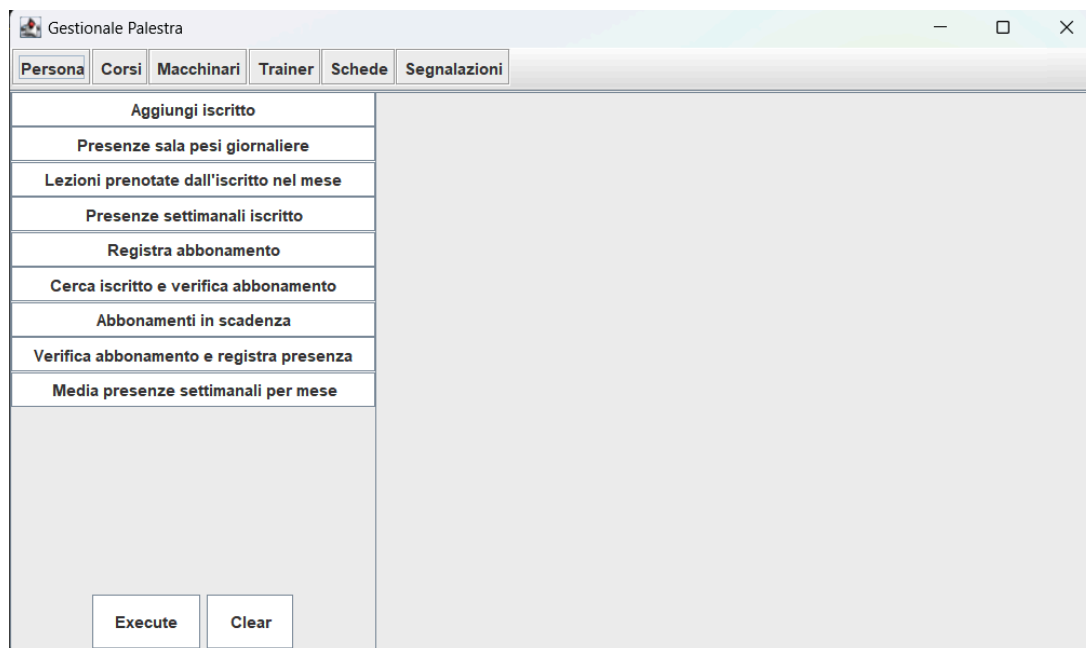 Gestionale Palestra
Persona Corsi Macchinari Trainer Schede Segnalazioni
Aggiungi iscritto
Presenze sala pesi giornaliere
Lezioni prenotate dall'iscritto nel mese
Presenze settimanali iscritto
Registra abbonamento
Cerca iscritto e verifica abbonamento
Abbonamenti in scadenza
Verifica abbonamento e registra presenza
Media presenze settimanali per mese
Execute Clear